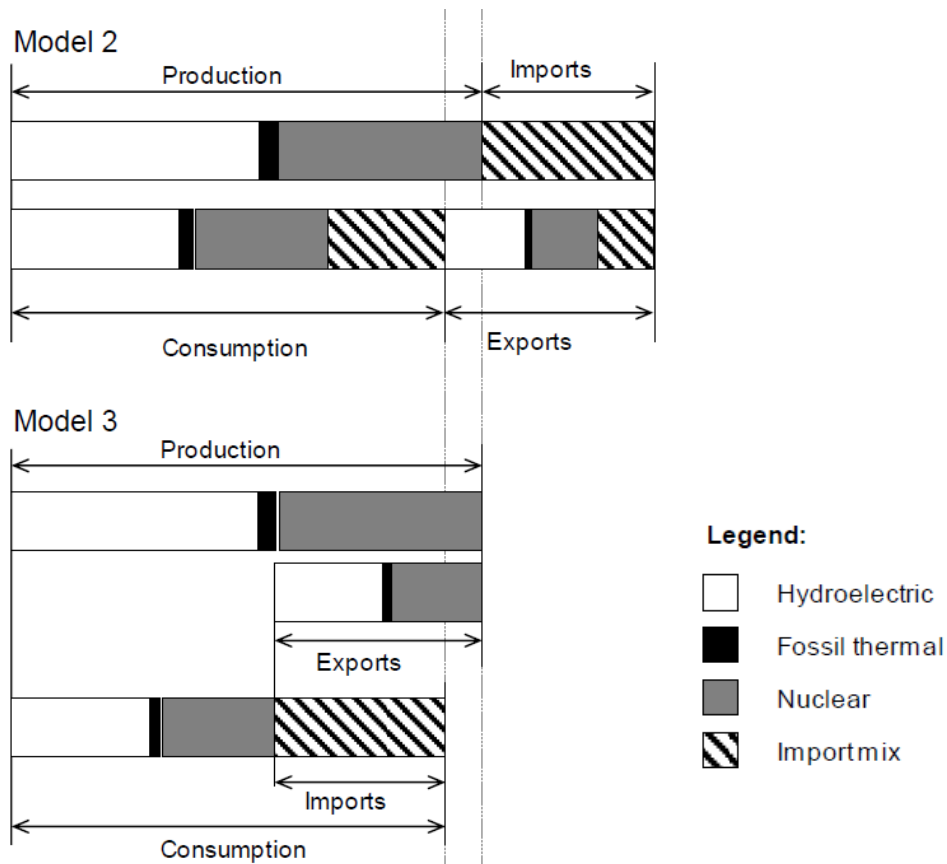 Model 2
Production
Imports
Consumption
Exports
Model 3
Production
Exports
Imports
Consumption
Legend:
Hydroelectric
Fossil thermal
Nuclear
Import mix